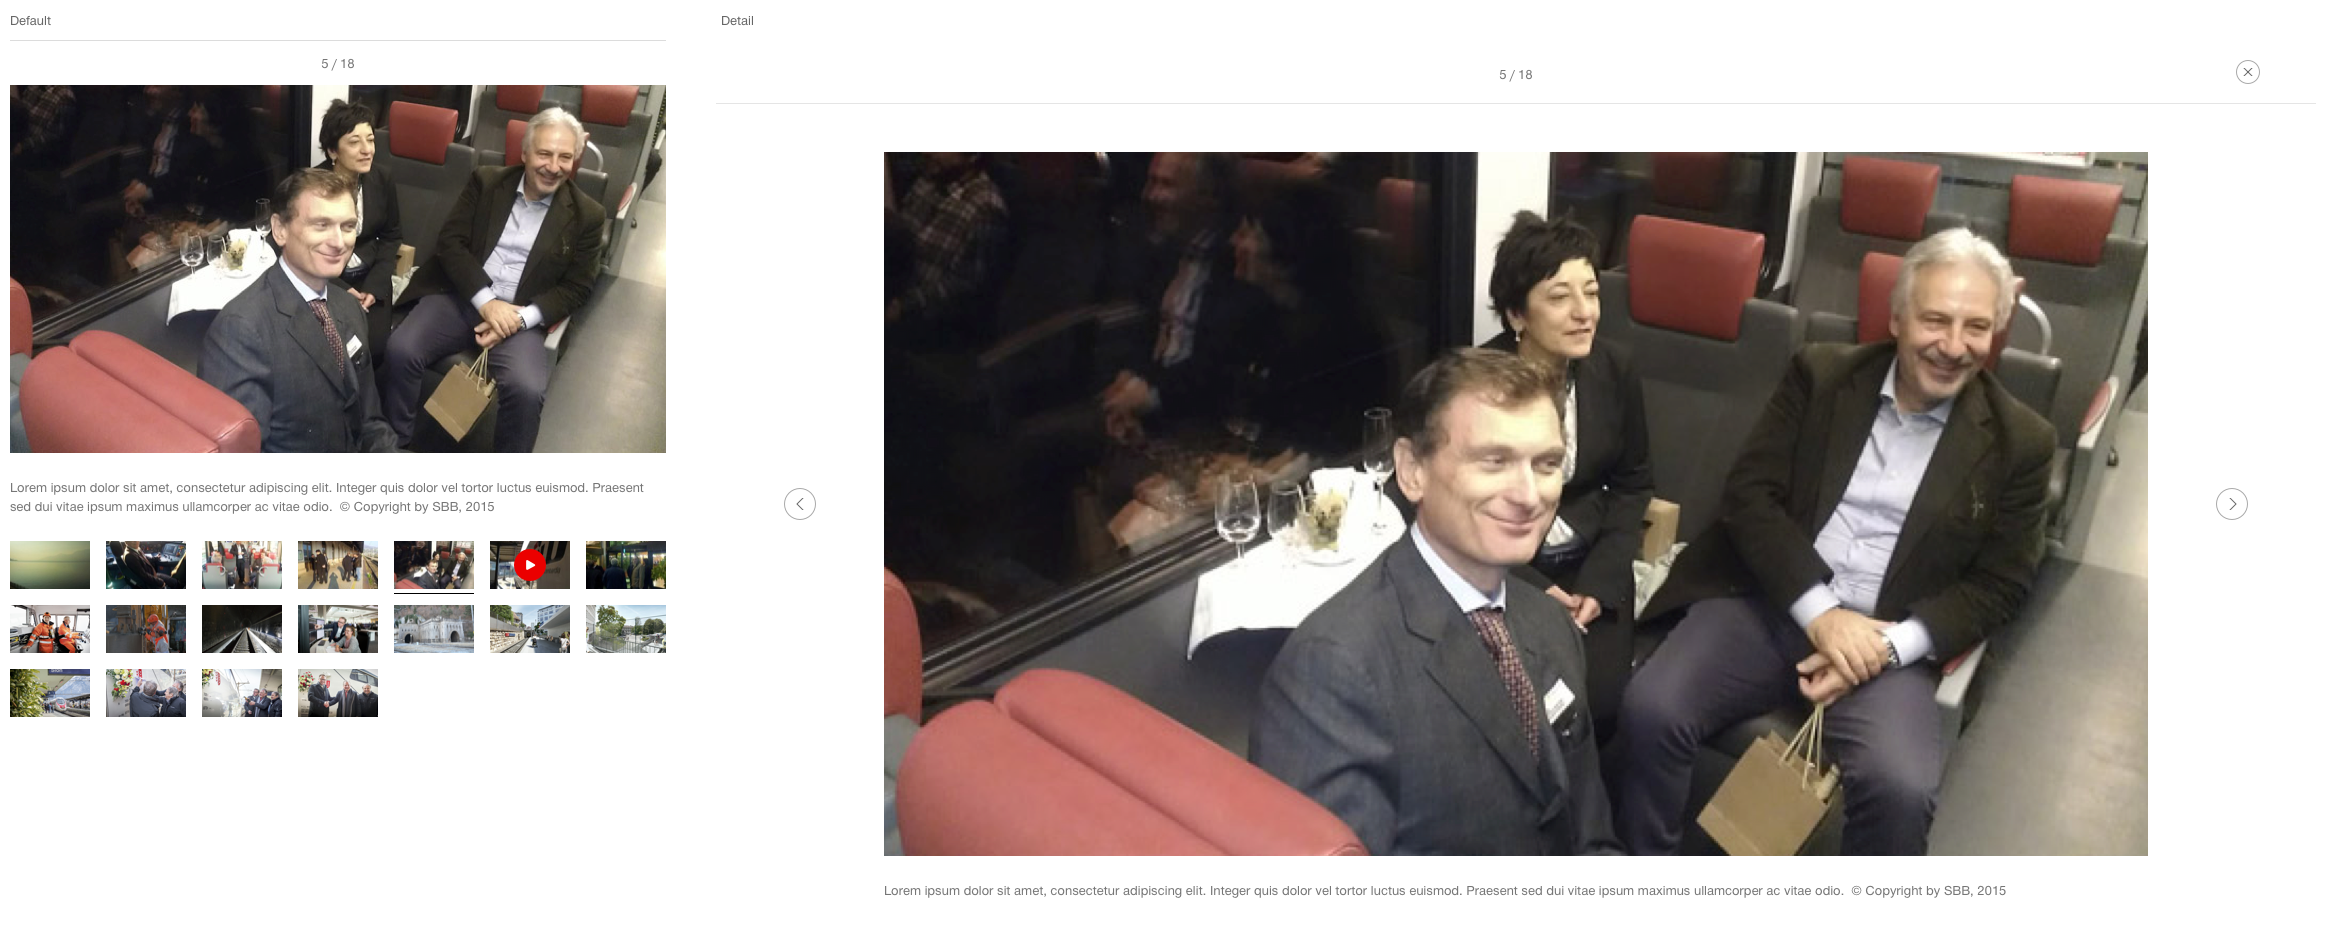 Default
5 / 18
Lorem ipsum dolor sit amet, consectetur adipiscing elit. Integer quis dolor vel tortor luctus euismod. Praesent
sed dui vitae ipsum maximus ullamcorper ac vitae odio.  © Copyright by SBB, 2015
Detail
5 / 18
Lorem ipsum dolor sit amet, consectetur adipiscing elit. Integer quis dolor vel tortor luctus euismod. Praesent sed dui vitae ipsum maximus ullamcorper ac vitae odio.  © Copyright by SBB, 2015